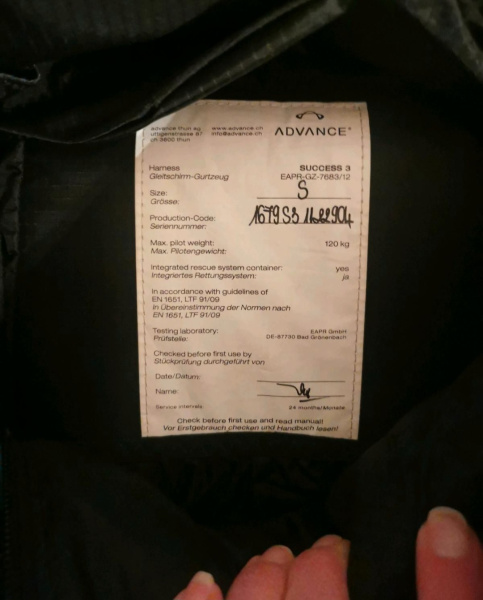 advance thun ag www.advance.ch
uttigenstrasse 87 info@advance.ch
ch 3600 thun
ADVANCE
Harness SUCCESS 3
Gleitschirm-Gurtzeug EAPR-GZ-7683/12
Size: S
Grösse:
Production-Code:
Seriennummer:
Max. pilot weight: 120 kg
Max. Pilotengewicht:
Integrated rescue system container: yes
Integriertes Rettungssystem: ja
In accordance with guidelines of
EN 1651, LTF 91/09
In Übereinstimmung der Normen nach
EN 1651, LTF 91/09
Testing laboratory: EAPR GmbH
Prüfstelle: DE-87730 Bad Grönenbach
Checked before first use by
Stückprüfung durchgeführt von
Date/Datum:
Name:
Service intervals: 24 months/Monate
Check before first use and read manual!
Vor Erstgebrauch checken und Handbuch lesen!